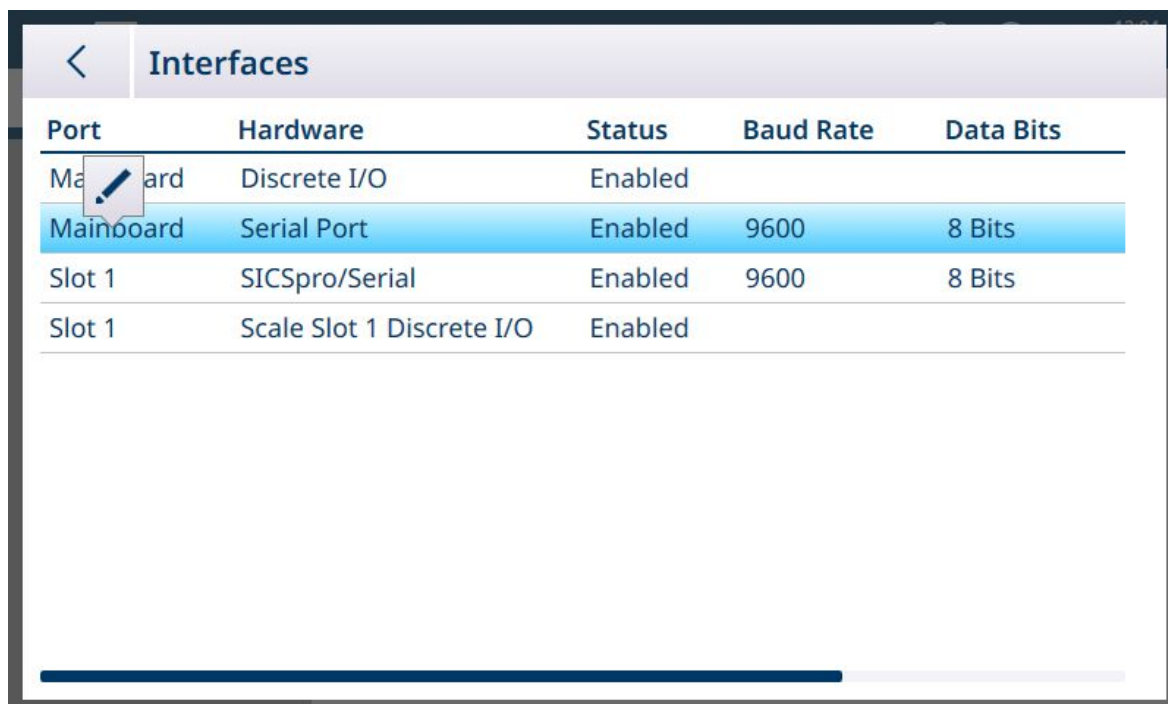 Interfaces
Port Hardware Status Baud Rate Data Bits
Discrete I/O Enabled
Mainboard Serial Port Enabled 9600 8 Bits
Slot 1 SICSpro/Serial Enabled 9600 8 Bits
Slot 1 Scale Slot 1 Discrete I/O Enabled